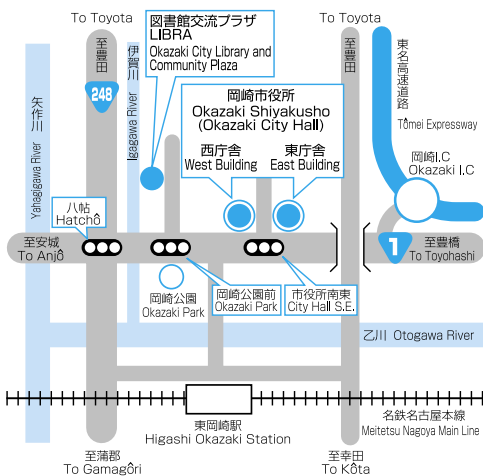 To Toyota
至豊田
248
伊賀川
Igagawa River
図書館交流プラザ
LIBRA
Okazaki City Library and
Community Plaza
To Toyota
至豊田
東名高速道路
Tômei Expressway
矢作川
Yahagigawa River
岡崎市役所
Okazaki Shiyakusho
(Okazaki City Hall)
西庁舎
West Building
東庁舎
East Building
岡崎I.C
Okazaki I.C
八帖
Hatchô
至安城
To Anjô
1
至豊橋
To Toyohashi
岡崎公園
Okazaki Park
岡崎公園前
Okazaki Park
市役所南東
City Hall S.E.
乙川 Otogawa River
東岡崎駅
Higashi Okazaki Station
名鉄名古屋本線
Meitetsu Nagoya Main Line
至蒲郡
To Gamagôri
至幸田
To Kôta